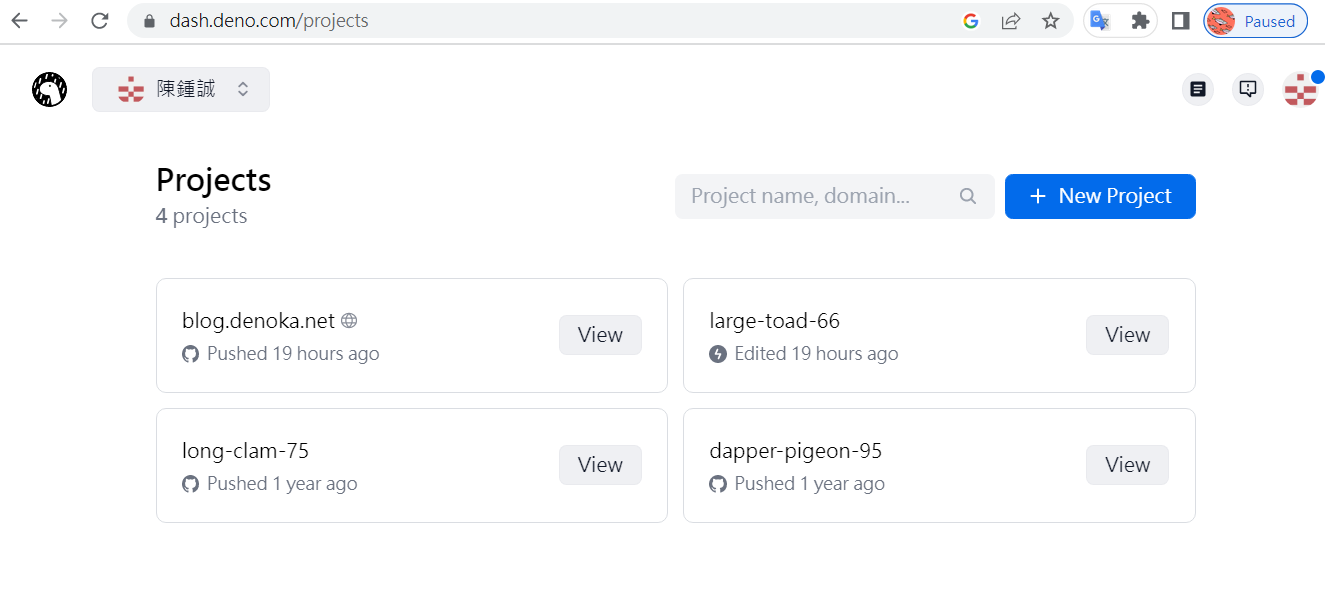 dash.deno.com/projects
Paused
陳鍾誠
Projects
4 projects
Project name, domain...
+ New Project
blog.denoka.net
Pushed 19 hours ago
View
large-toad-66
Edited 19 hours ago
View
long-clam-75
Pushed 1 year ago
View
dapper-pigeon-95
Pushed 1 year ago
View